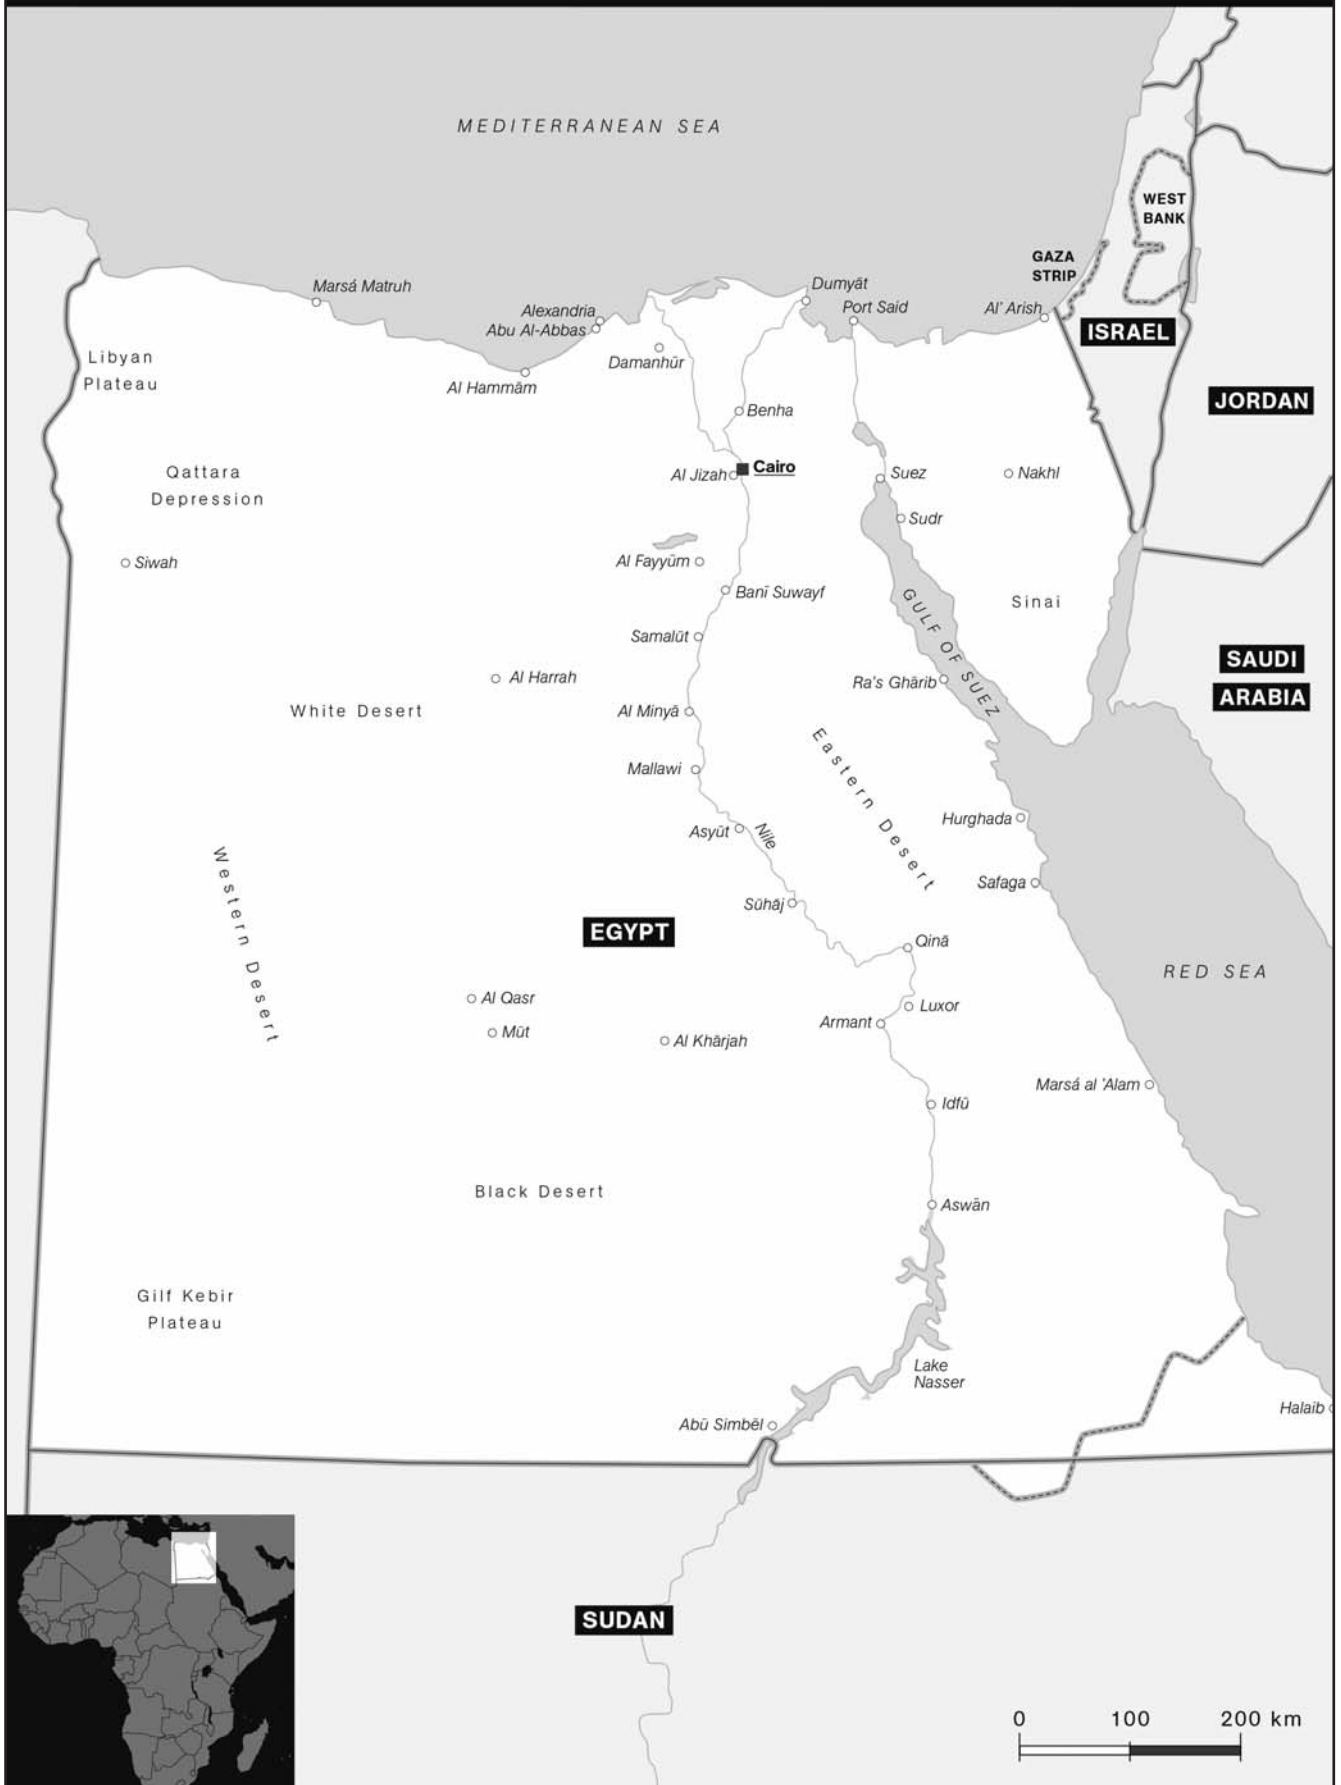 MEDITERRANEAN SEA
WEST
BANK
GAZA
STRIP
Marsá Matruh
Dumyāt
Port Said
Al' Arish
Alexandria
Abu Al-Abbas
ISRAEL
Libyan
Plateau
Damanhūr
Al Hammām
JORDAN
Benha
Qattara
Depression
Al Jizah
Cairo
Suez
Nakhl
Sudr
Siwah
Al Fayyūm
Banī Suwayf
GULF OF SUEZ
Sinai
Samalūt
SAUDI
ARABIA
Al Harrah
Ra's Ghārib
White Desert
Al Minyā
Eastern Desert
Mallawi
Hurghada
Asyūt
Nile
Western Desert
Safaga
Sūhāj
EGYPT
Qinā
RED SEA
Al Qasr
Luxor
Armant
Mūt
Al Khārjah
Marsá al 'Alam
Idfū
Black Desert
Aswān
Gilf Kebir
Plateau
Lake
Nasser
Halaib
Abū Simbēl
SUDAN
0 100 200 km